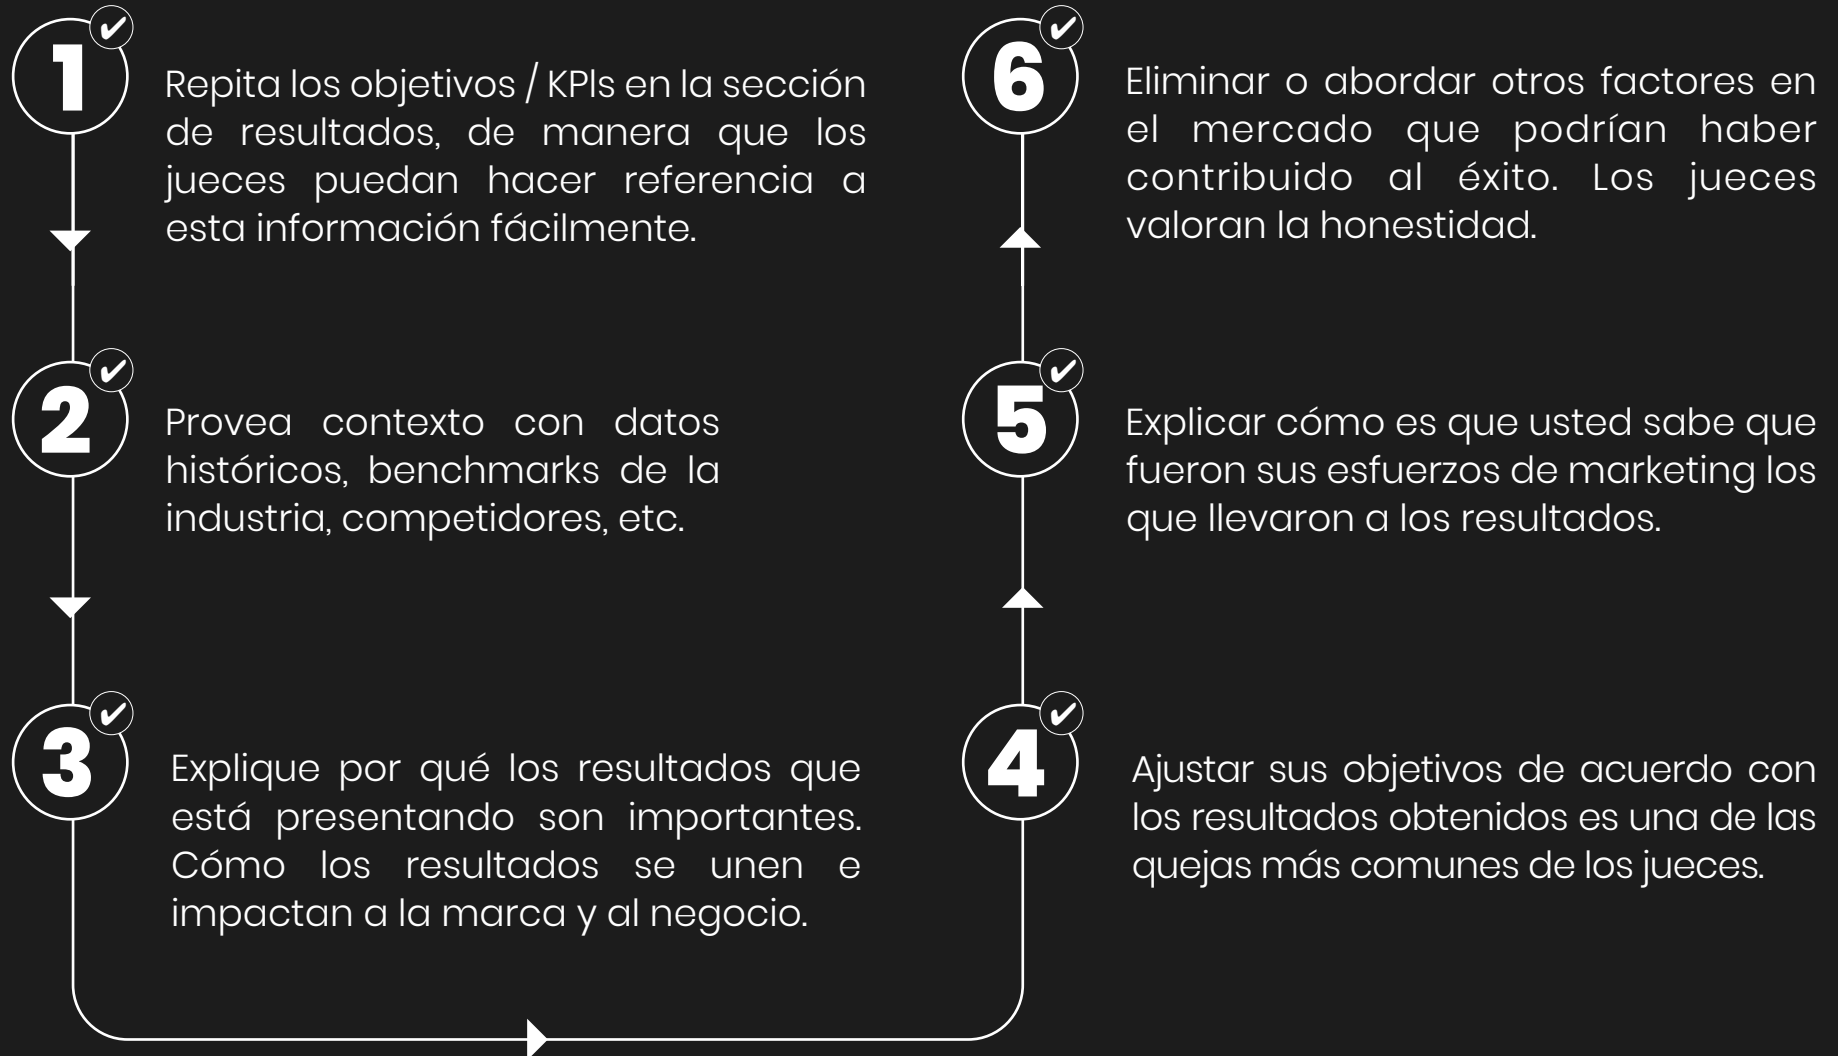 1
Repita los objetivos / KPIs en la sección
de resultados, de manera que los
jueces puedan hacer referencia a
esta información fácilmente.
2
Provea contexto con datos
históricos, benchmarks de la
industria, competidores, etc.
3
Explique por qué los resultados que
está presentando son importantes.
Cómo los resultados se unen e
impactan a la marca y al negocio.
4
Ajustar sus objetivos de acuerdo con
los resultados obtenidos es una de las
quejas más comunes de los jueces.
5
Explicar cómo es que usted sabe que
fueron sus esfuerzos de marketing los
que llevaron a los resultados.
6
Eliminar o abordar otros factores en
el mercado que podrían haber
contribuido al éxito. Los jueces
valoran la honestidad.